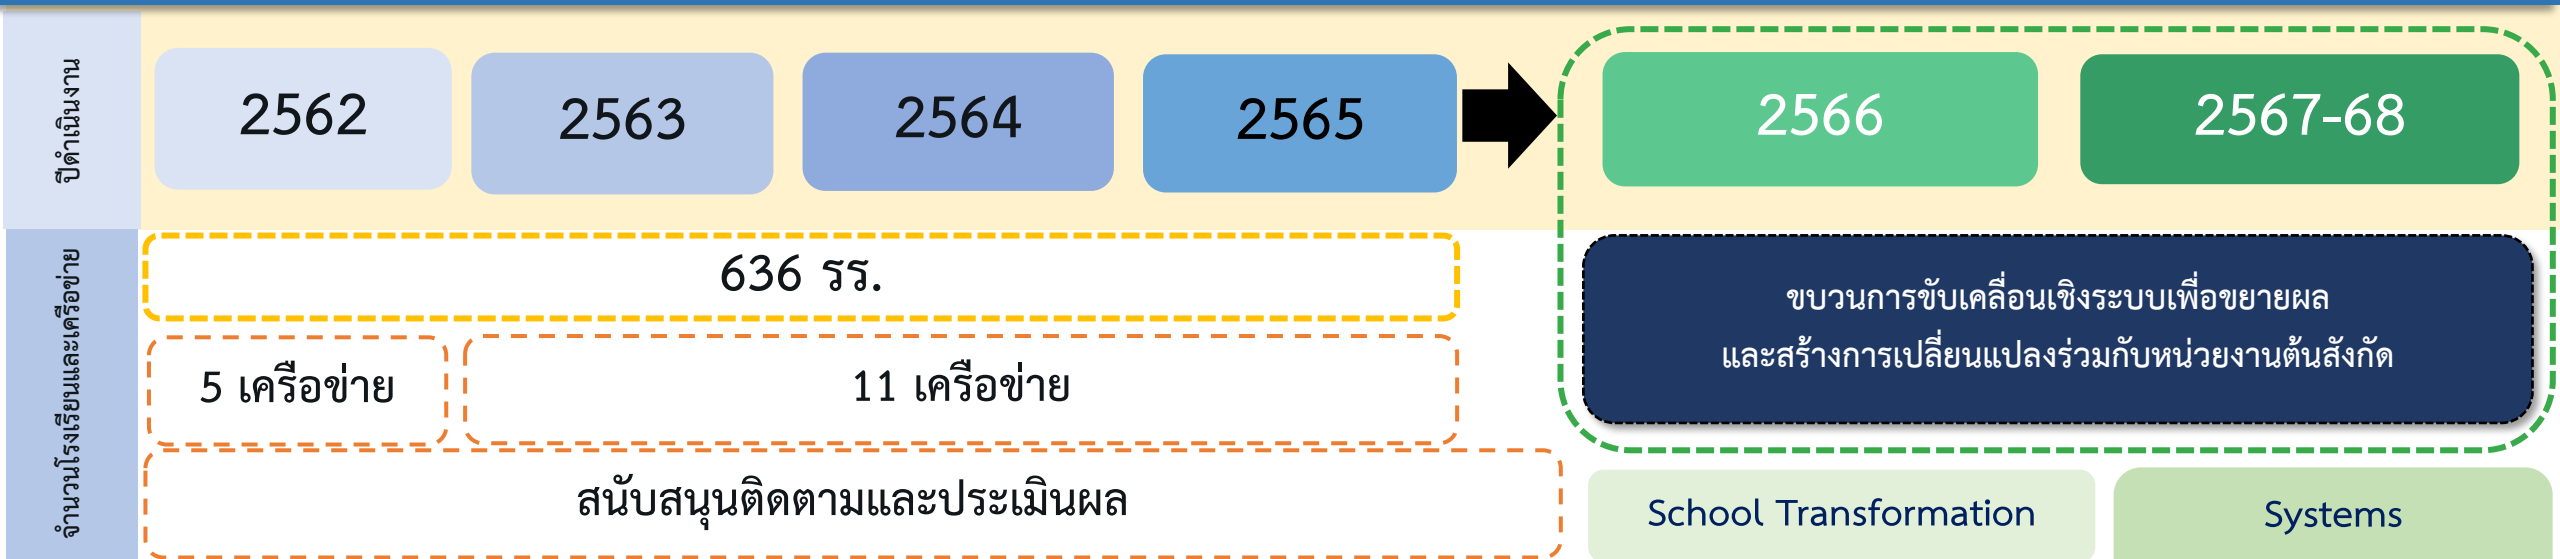 ปีดำเนินงาน
2562
2563
2564
2565
2566
2567-68
จำนวนโรงเรียนและเครือข่าย
636 รร.
5 เครือข่าย
11 เครือข่าย
สนับสนุนติดตามและประเมินผล
ขบวนการขับเคลื่อนเชิงระบบเพื่อขยายผล
และสร้างการเปลี่ยนแปลงร่วมกับหน่วยงานต้นสังกัด
School Transformation
Systems